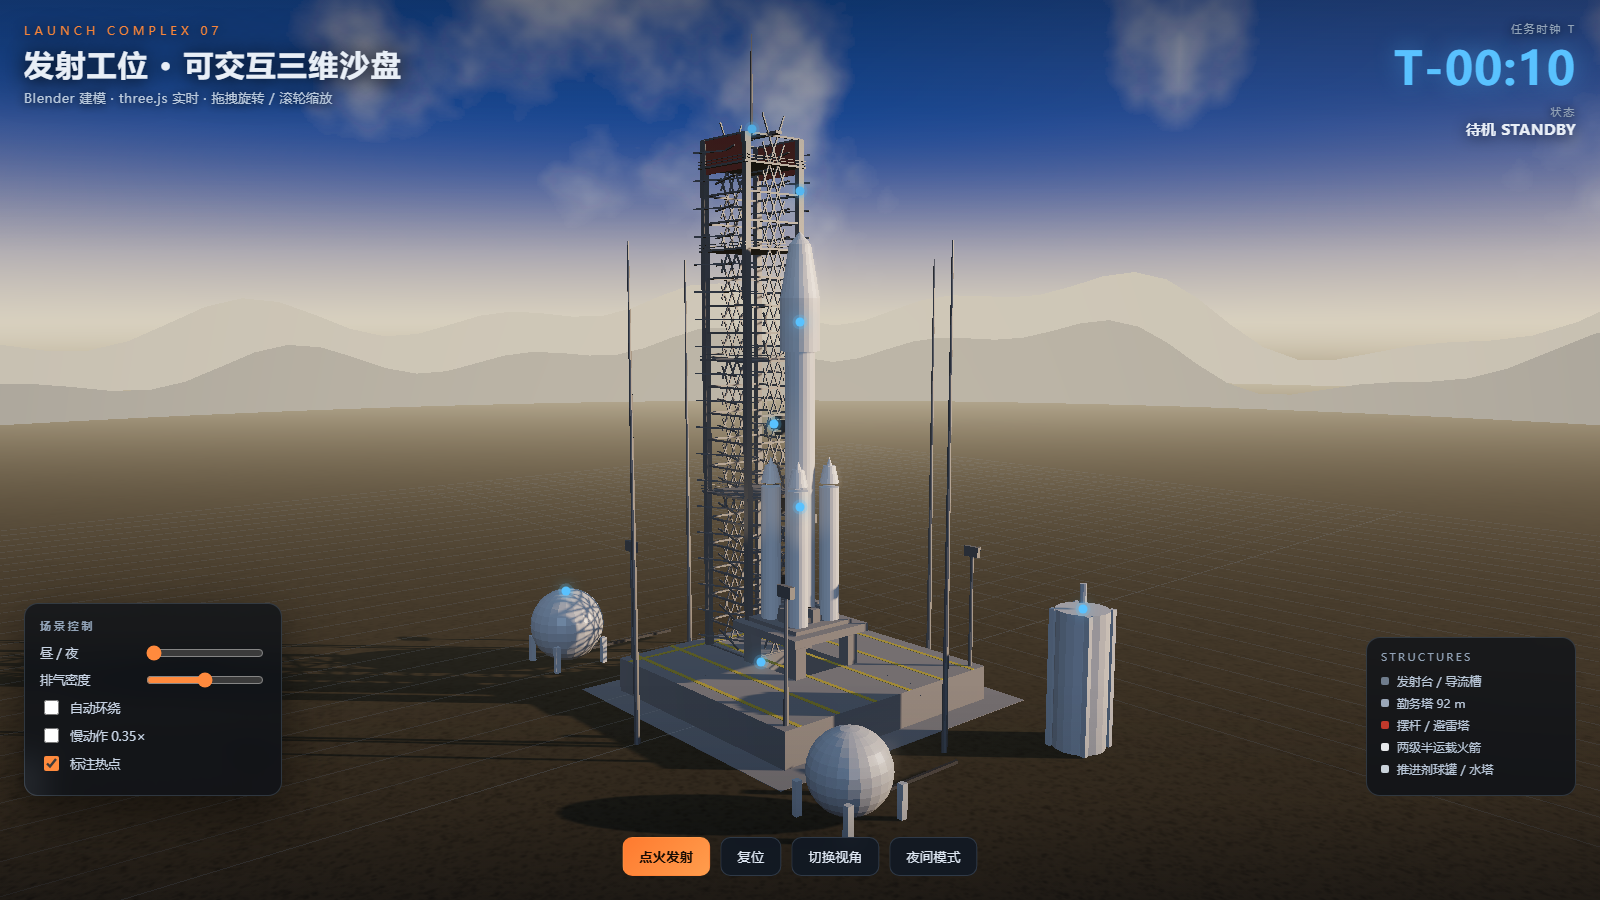 LAUNCH COMPLEX 07
发射工位 · 可交互三维沙盘
Blender 建模 · three.js 实时 · 拖拽旋转 / 滚轮缩放
任务时钟 T
T-00:10
状态
待机 STANDBY
场景控制
昼 / 夜
排气密度
自动环绕
慢动作 0.35×
标注热点
STRUCTURES
发射台 / 导流槽
勤务塔 92 m
摆杆 / 避雷塔
两级半运载火箭
推进剂球罐 / 水塔
点火发射
复位
切换视角
夜间模式